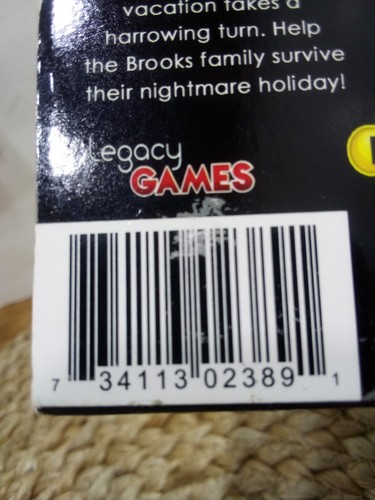 vacation takes a
harrowing turn. Help
the Brooks family survive
their nightmare holiday!
Legacy
GAMES
7 34113 02389 1